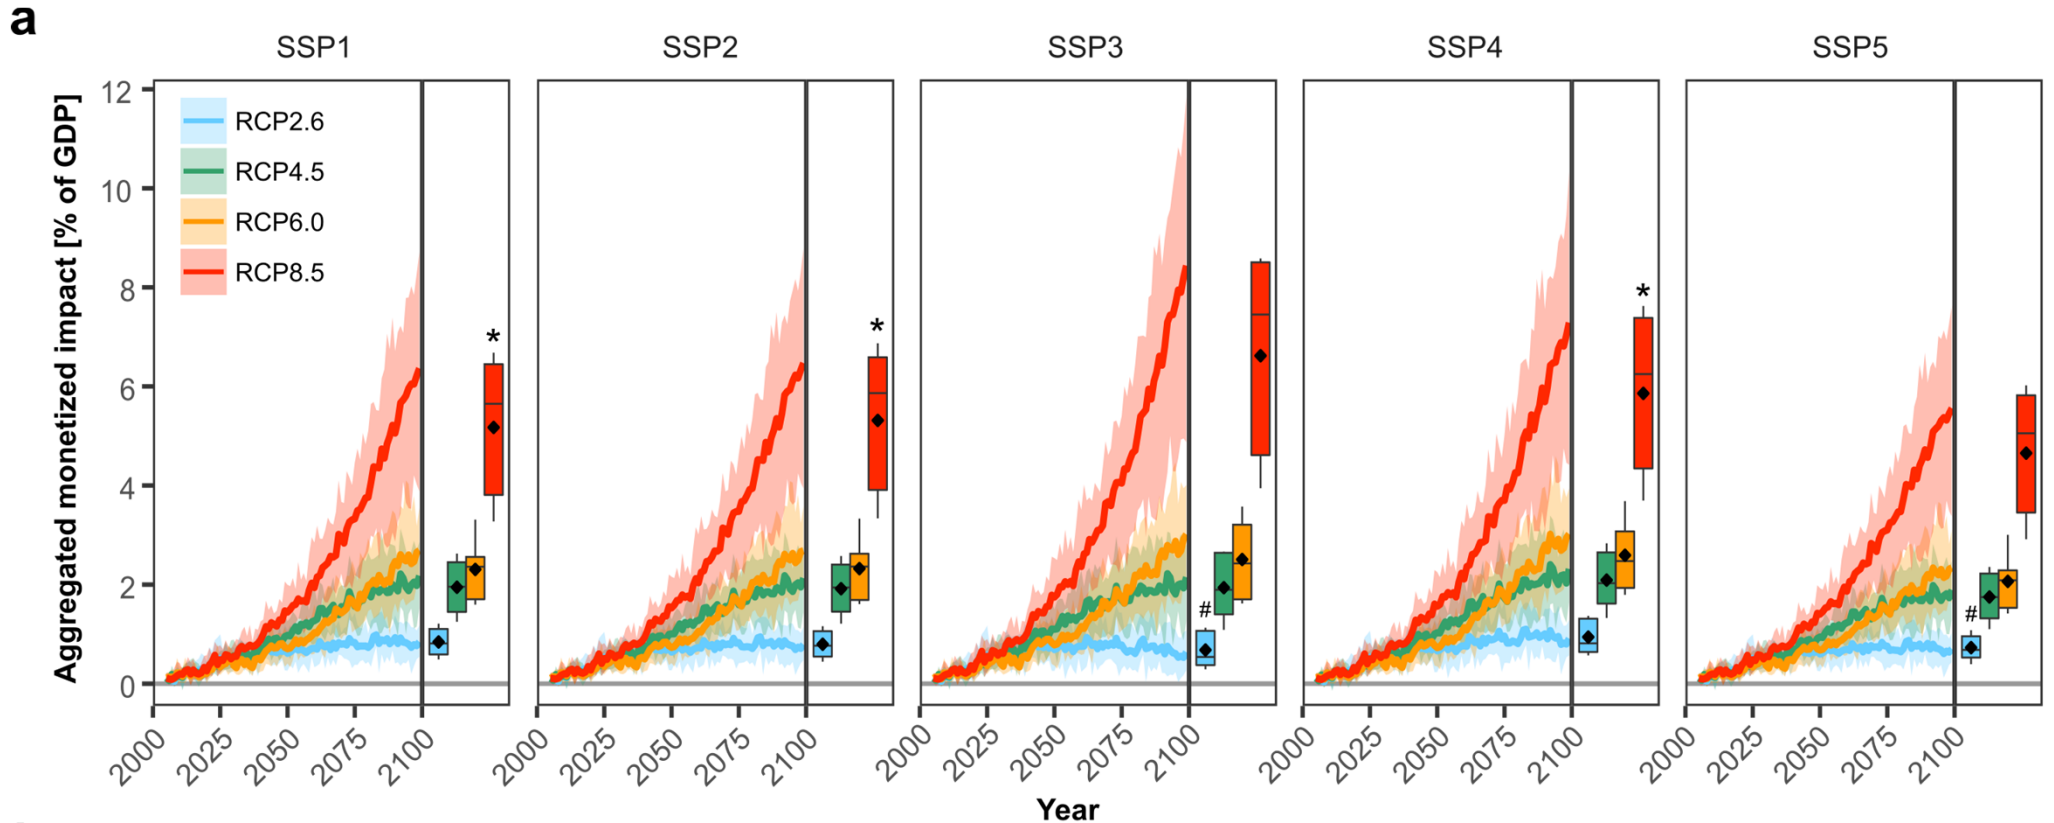 a
SSP1 SSP2 SSP3 SSP4 SSP5
Aggregated monetized impact [% of GDP]
12
10
8
6
4
2
0
RCP2.6
RCP4.5
RCP6.0
RCP8.5
* * # * #
2000 2025 2050 2075 2100 2000 2025 2050 2075 2100 2000 2025 2050 2075 2100 2000 2025 2050 2075 2100 2000 2025 2050 2075 2100
Year